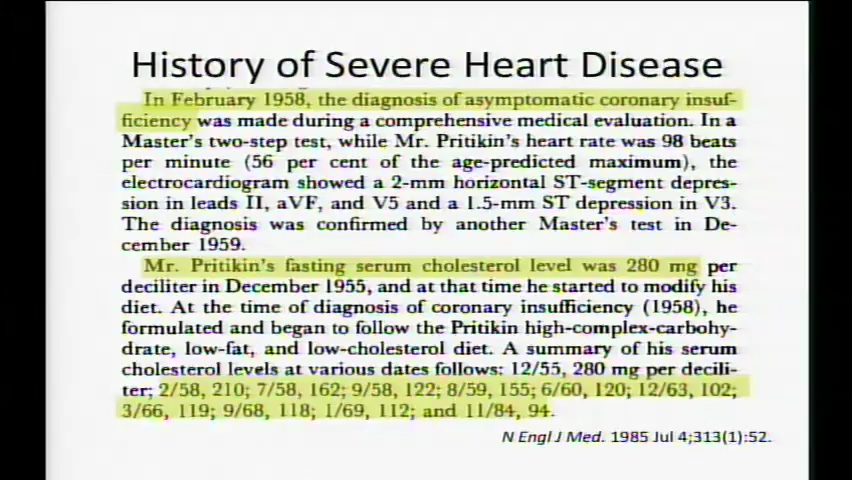 History of Severe Heart Disease
In February 1958, the diagnosis of asymptomatic coronary insuf-
ficiency was made during a comprehensive medical evaluation. In a
Master's two-step test, while Mr. Pritikin's heart rate was 98 beats
per minute (56 per cent of the age-predicted maximum), the
electrocardiogram showed a 2-mm horizontal ST-segment depres-
sion in leads II, aVF, and V5 and a 1.5-mm ST depression in V3.
The diagnosis was confirmed by another Master's test in De-
cember 1959.
Mr. Pritikin's fasting serum cholesterol level was 280 mg per
deciliter in December 1955, and at that time he started to modify his
diet. At the time of diagnosis of coronary insufficiency (1958), he
formulated and began to follow the Pritikin high-complex-carbohy-
drate, low-fat, and low-cholesterol diet. A summary of his serum
cholesterol levels at various dates follows: 12/55, 280 mg per decili-
ter; 2/58, 210; 7/58, 162; 9/58, 122; 8/59, 155; 6/60, 120; 12/63, 102;
3/66, 119; 9/68, 118; 1/69, 112; and 11/84, 94.
N Engl J Med. 1985 Jul 4;313(1):52.